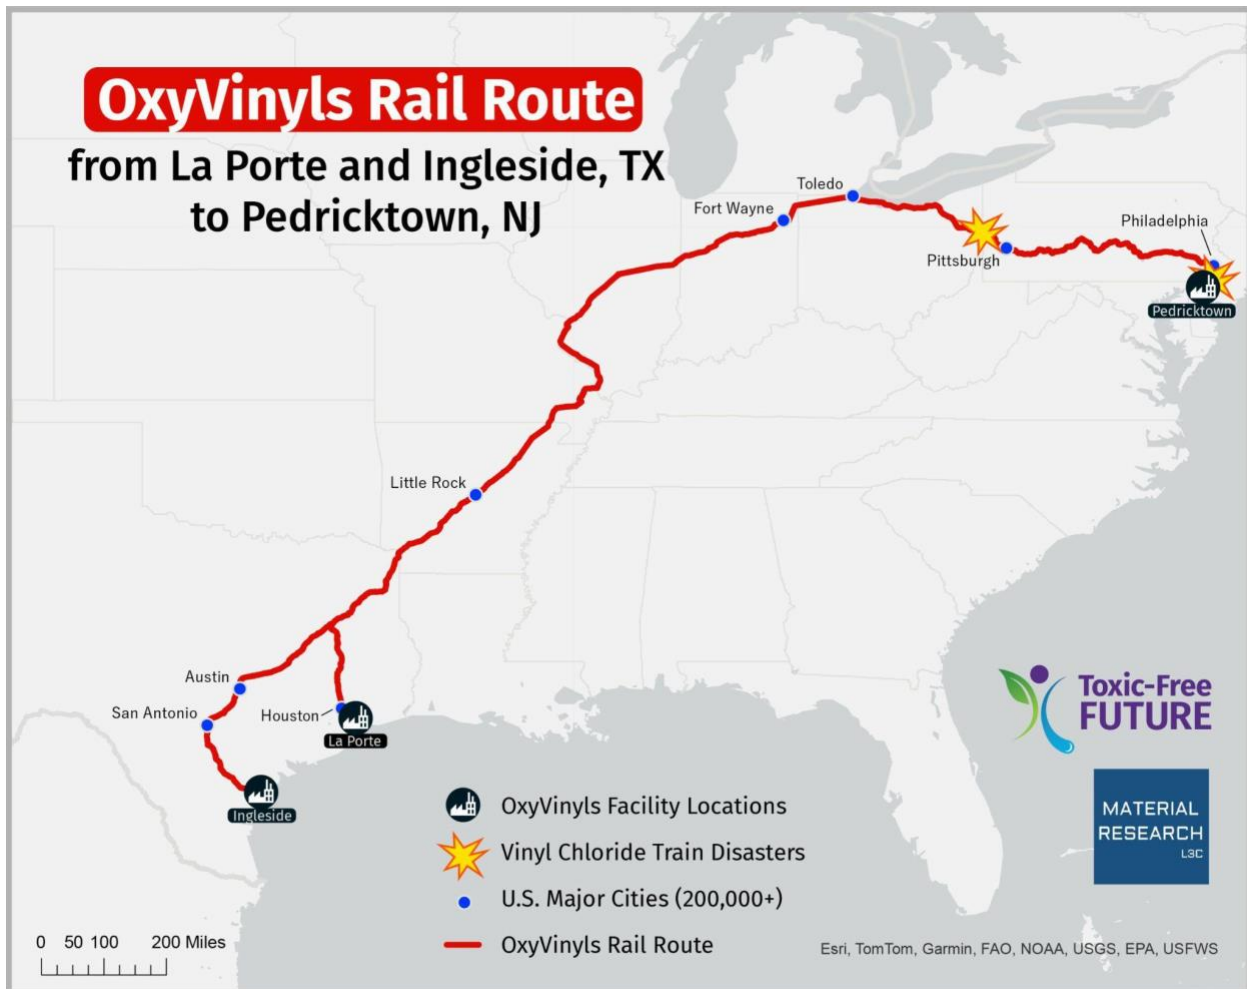 OxyVinyls Rail Route
from La Porte and Ingleside, TX
to Pedricktown, NJ
Toledo
Fort Wayne
Philadelphia
Pittsburgh
Pedricktown
Little Rock
Austin
San Antonio
Houston
La Porte
Ingleside
Toxic-Free
FUTURE
MATERIAL
RESEARCH
L3C
OxyVinyls Facility Locations
Vinyl Chloride Train Disasters
U.S. Major Cities (200,000+)
OxyVinyls Rail Route
0 50 100 200 Miles
Esri, TomTom, Garmin, FAO, NOAA, USGS, EPA, USFWS